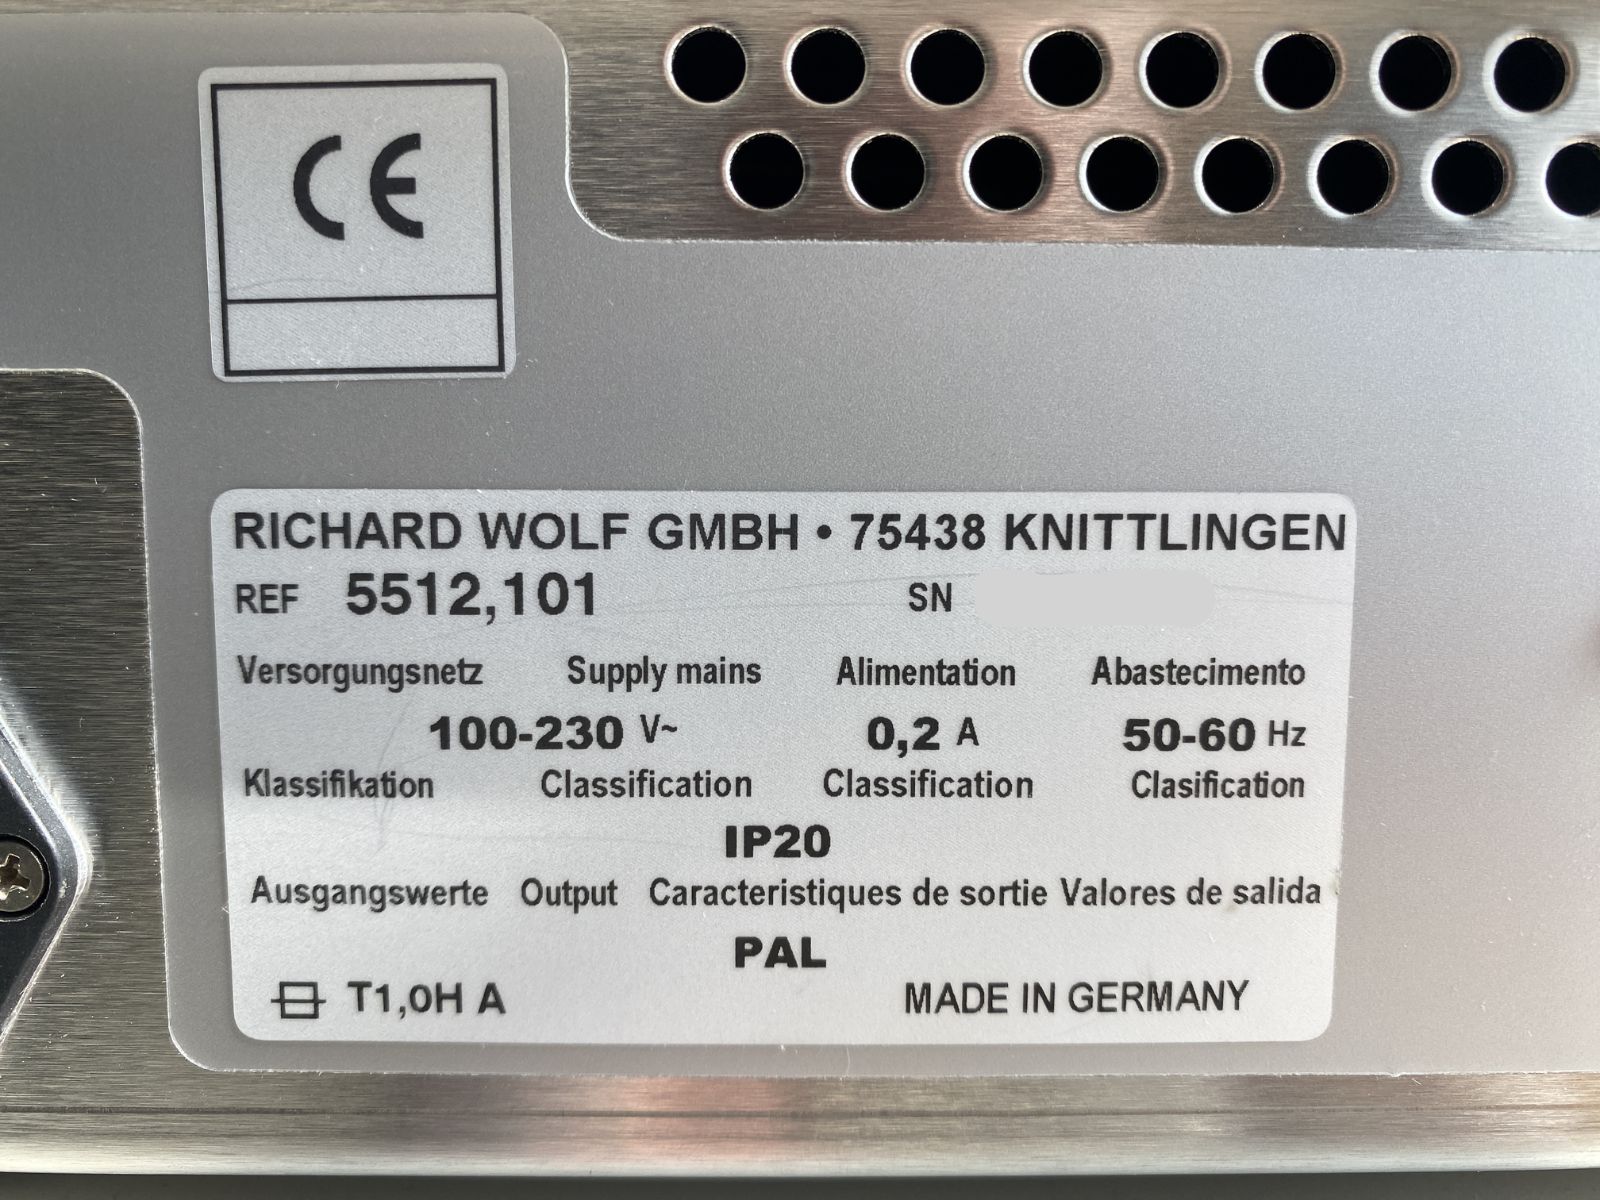 CE
RICHARD WOLF GMBH • 75438 KNITTLINGEN
REF 5512,101 SN
Versorgungsnetz Supply mains Alimentation Abastecimento
100-230 V~ 0,2 A 50-60 Hz
Klassifikation Classification Classification Clasification
IP20
Ausgangswerte Output Caracteristiques de sortie Valores de salida
PAL
T1,0H A MADE IN GERMANY